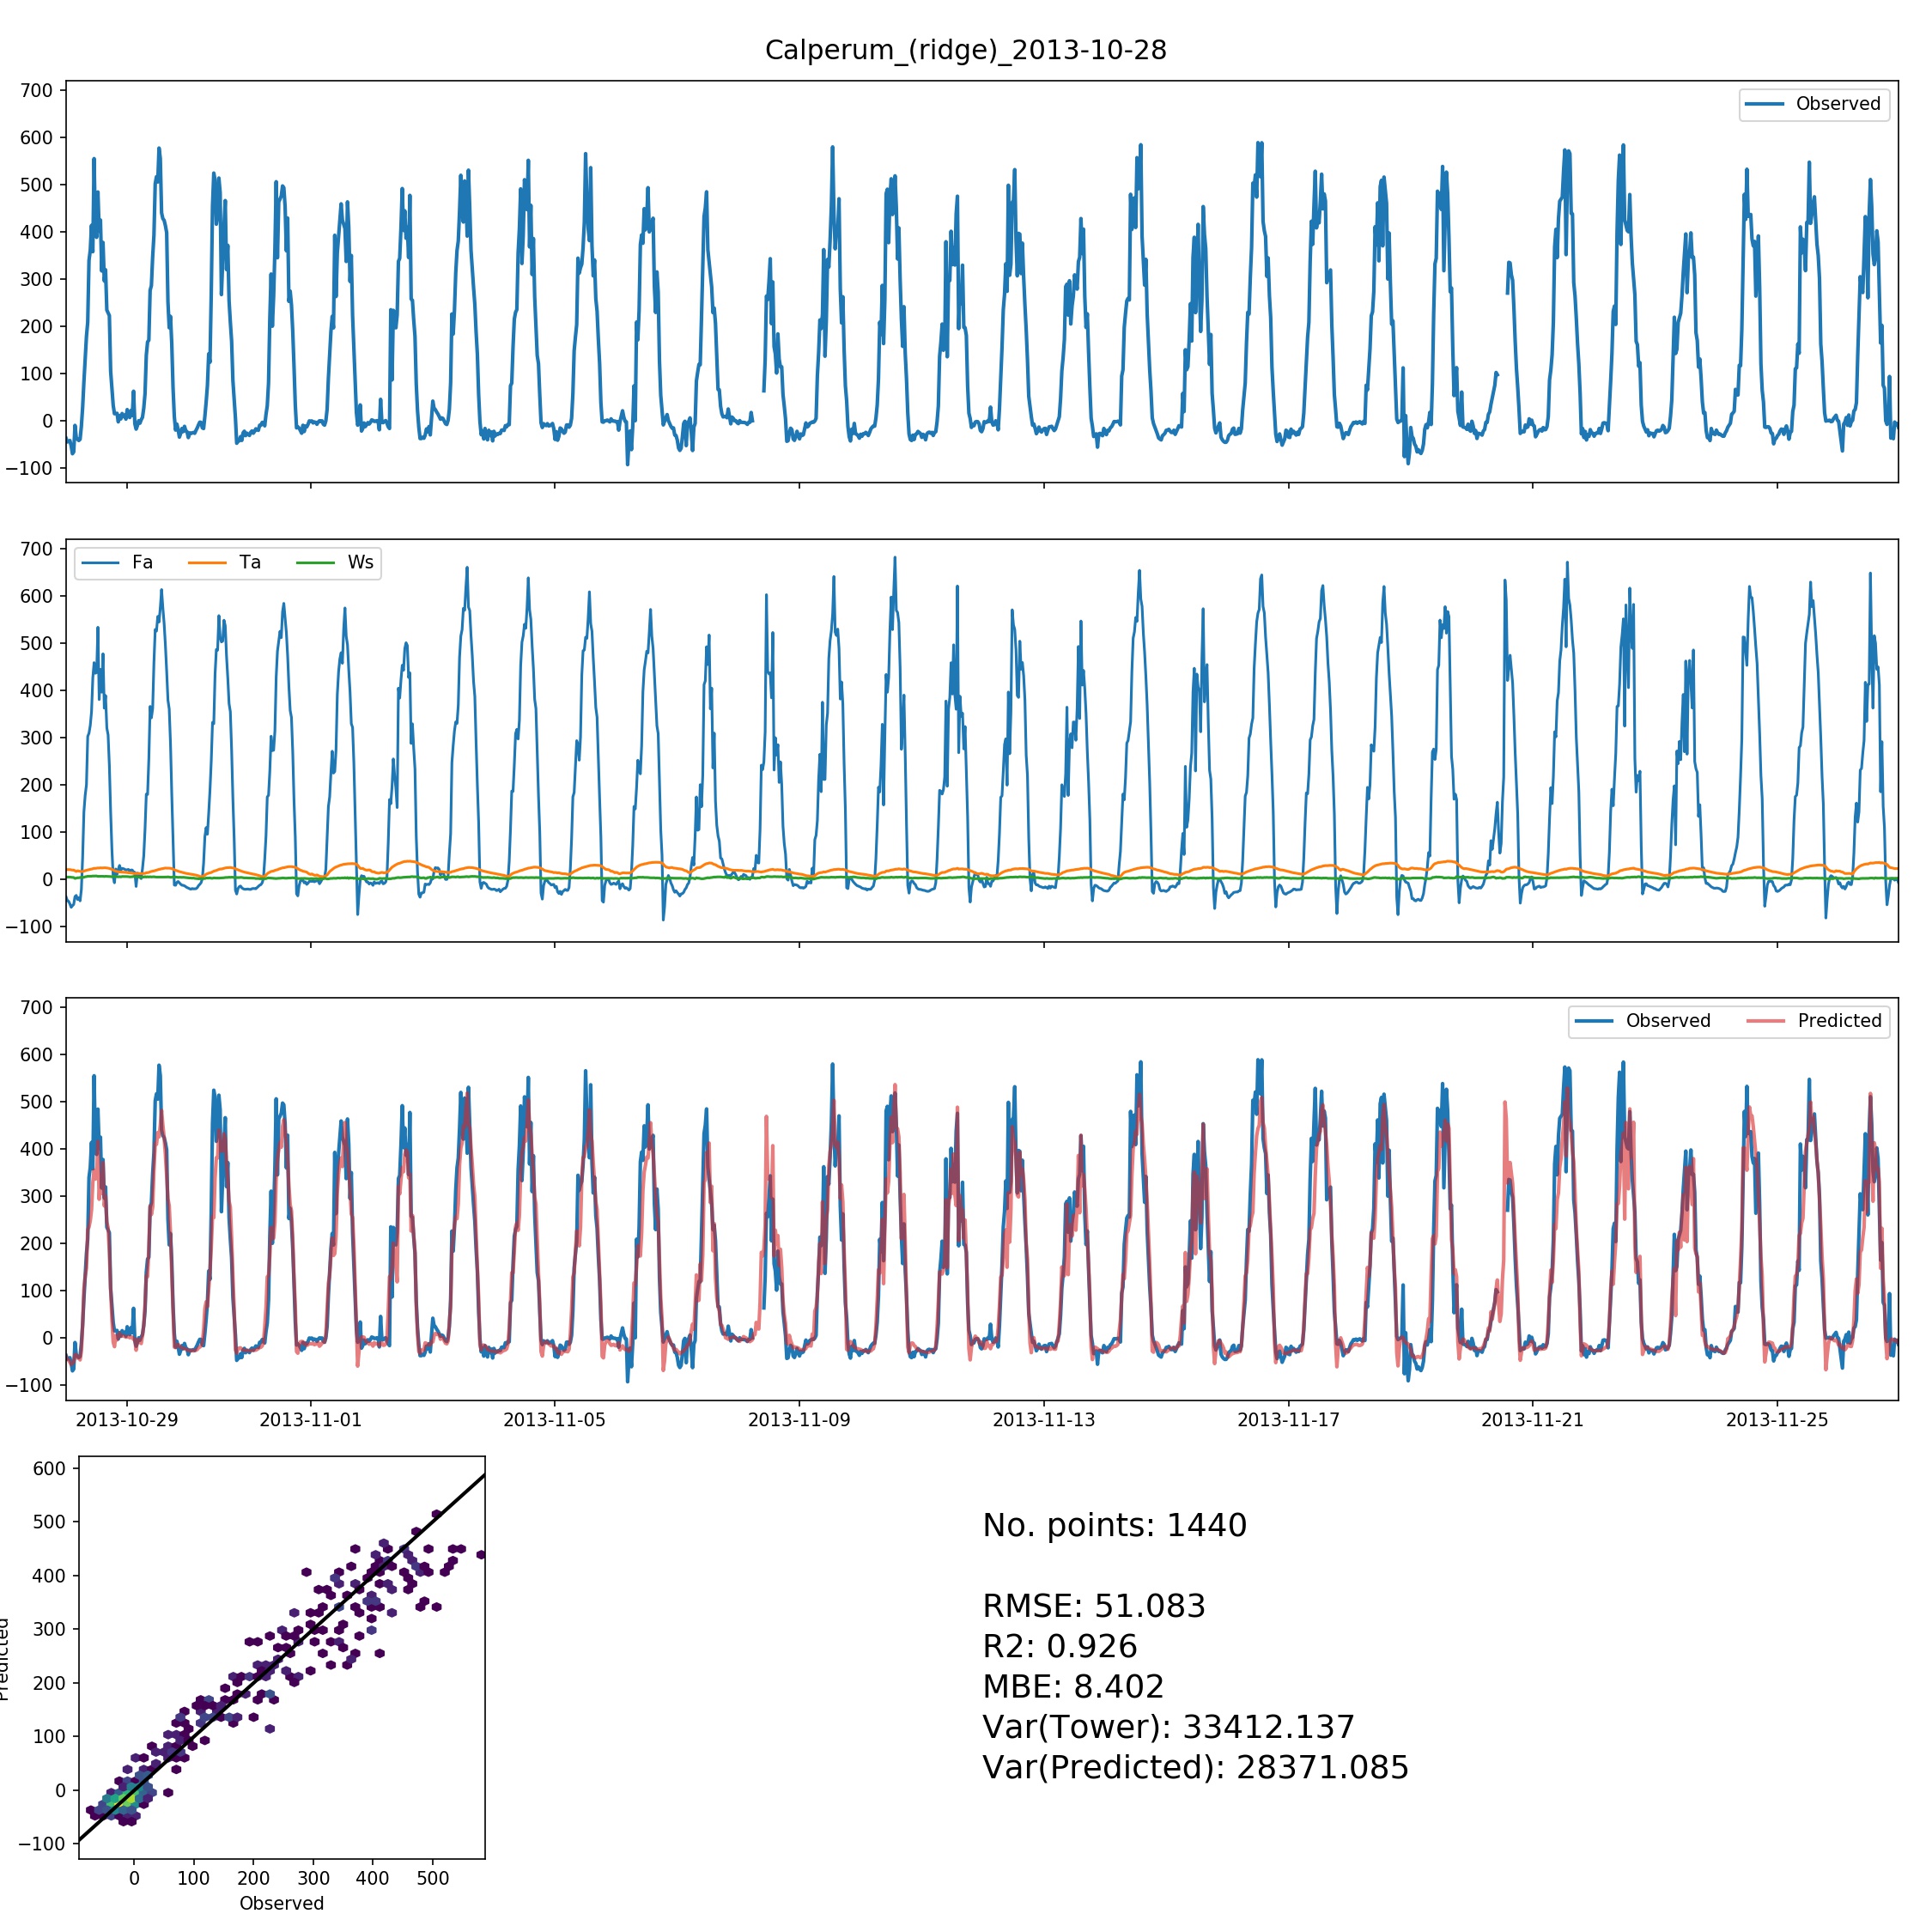 Calperum_(ridge)_2013-10-28
700
600
500
400
300
200
100
0
−100
Observed
700
600
500
400
300
200
100
0
−100
Fa Ta Ws
700
600
500
400
300
200
100
0
−100
Observed Predicted
2013-10-29 2013-11-01 2013-11-05 2013-11-09 2013-11-13 2013-11-17 2013-11-21 2013-11-25
600
500
400
300
200
100
0
−100
Predicted
0 100 200 300 400 500
Observed
No. points: 1440
RMSE: 51.083
R2: 0.926
MBE: 8.402
Var(Tower): 33412.137
Var(Predicted): 28371.085